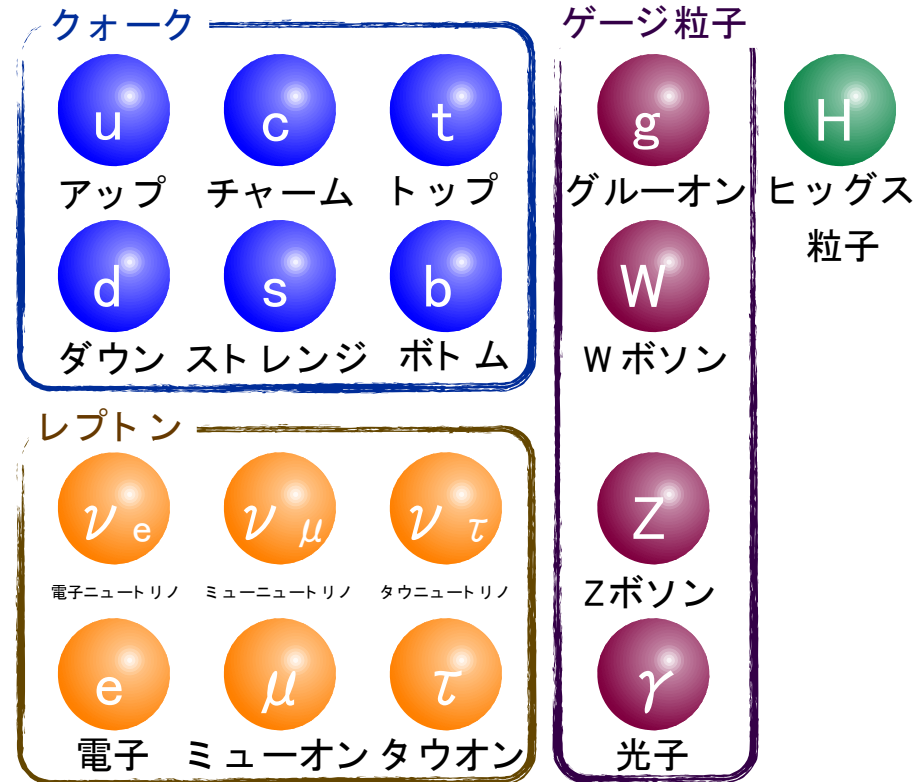 クォーク
u c t
アップ チャーム トップ
d s b
ダウン ストレンジ ボトム
レプトン
νe νμ ντ
電子ニュートリノ ミューニュートリノ タウニュートリノ
e μ τ
電子 ミューオン タウオン
ゲージ粒子
g
グルーオン
W
Wボソン
Z
Zボソン
γ
光子
H
ヒッグス
粒子